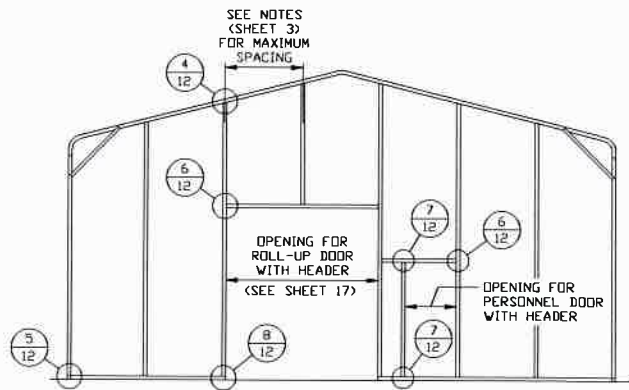 SEE NOTES
(SHEET 3)
FOR MAXIMUM
SPACING
4
12
6
12
7
12
6
12
OPENING FOR
ROLL-UP DOOR
WITH HEADER
(SEE SHEET 17)
OPENING FOR
PERSONNEL DOOR
WITH HEADER
5
12
8
12
7
12